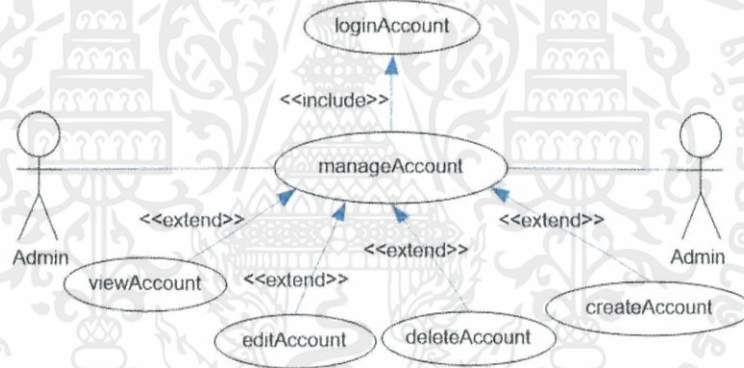 loginAccount
<<include>>
manageAccount
<<extend>>
<<extend>>
<<extend>>
<<extend>>
Admin
Admin
viewAccount
createAccount
editAccount
deleteAccount